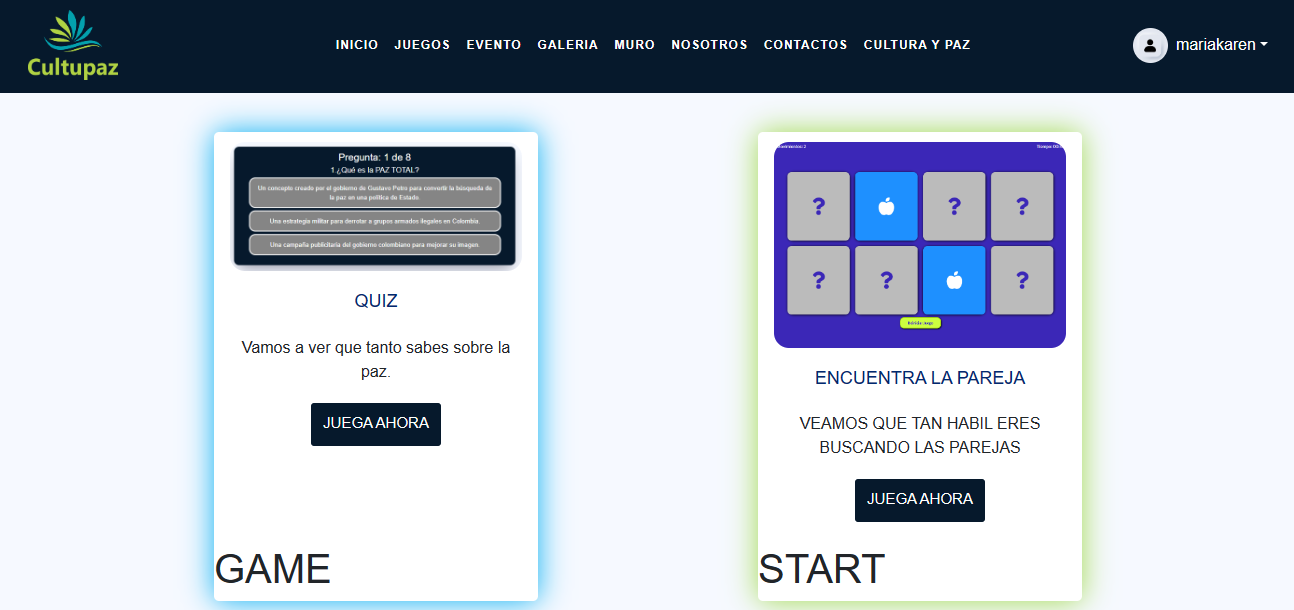 Cultupaz
INICIO JUEGOS EVENTO GALERIA MURO NOSOTROS CONTACTOS CULTURA Y PAZ
mariakaren
Pregunta: 1 de 8
1.¿Qué es la PAZ TOTAL?
Un concepto creado por el gobierno de Gustavo Petro para convertir la búsqueda de
la paz en una política de Estado.
Una estrategia militar para derrotar a grupos armados ilegales en Colombia.
Una campaña publicitaria del gobierno colombiano para mejorar su imagen.
QUIZ
Vamos a ver que tanto sabes sobre la
paz.
JUEGA AHORA
GAME
? ? ?
? ? ?
ENCUENTRA LA PAREJA
VEAMOS QUE TAN HABIL ERES
BUSCANDO LAS PAREJAS
JUEGA AHORA
START